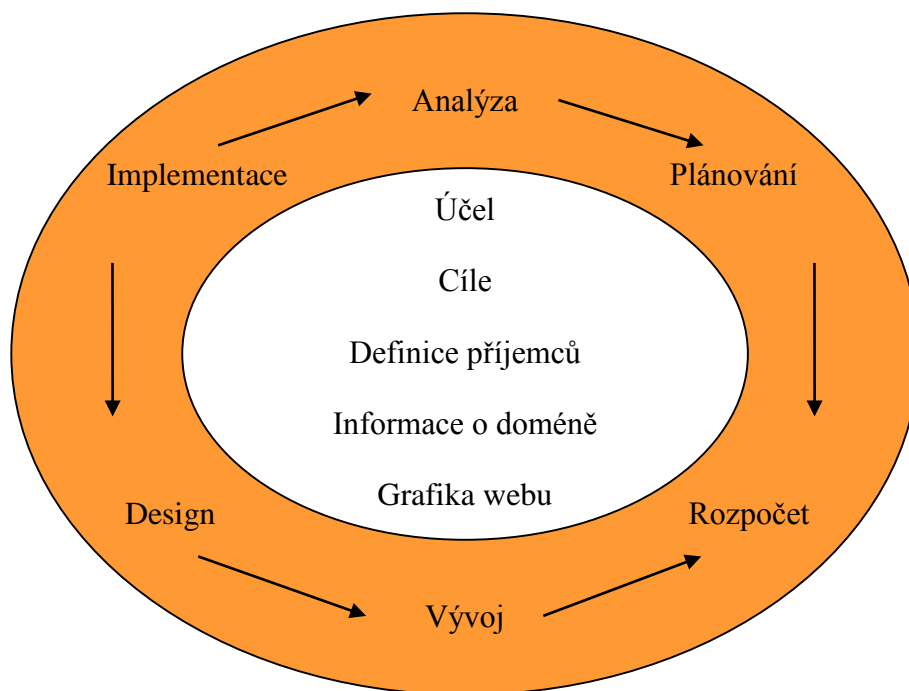 Analýza
Implementace
Plánování
Účel
Cíle
Definice příjemců
Informace o doméně
Grafika webu
Design
Rozpočet
Vývoj